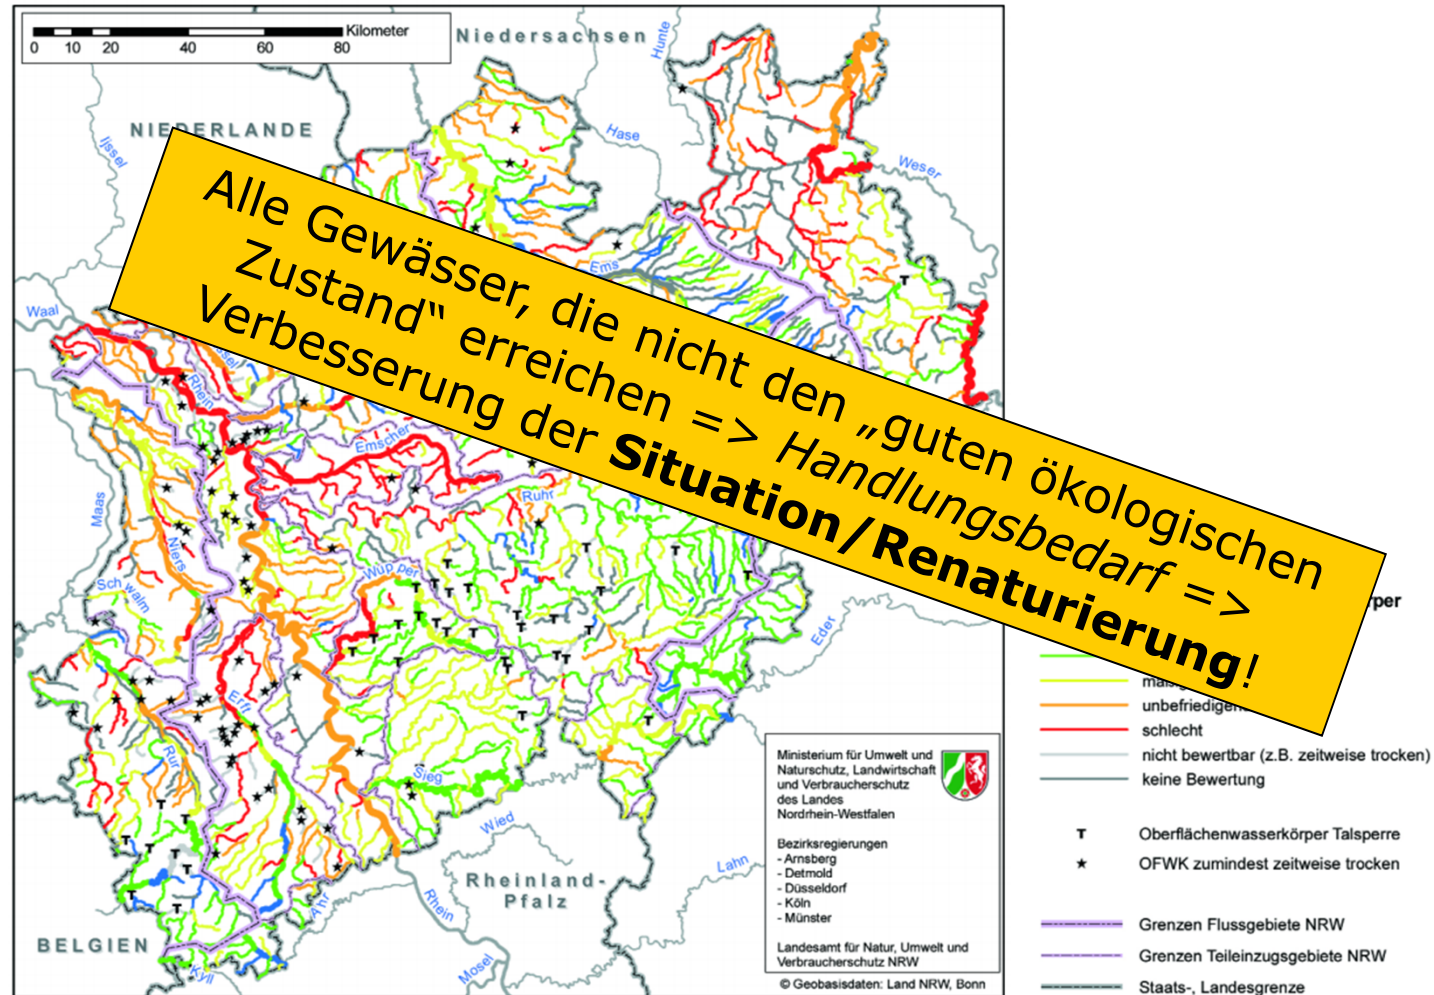 Kilometer
0 10 20 40 60 80
Niedersachsen
Hunte
NIEDERLANDE
Ijssel
Hase
Weser
Alle Gewässer, die nicht den „guten ökologischen
Zustand“ erreichen => Handlungsbedarf =>
Verbesserung der Situation/Renaturierung!
Ems
Waal
Rhein
Emscher
Maas
Ruhr
Niers
Wupper
Schwalm
Eder
Erft
Rur
Sieg
Wied
Lahn
Rheinland-
Pfalz
Rhein
Ahr
BELGIEN
Kyll
Mosel
unbefriedigend
schlecht
nicht bewertbar (z.B. zeitweise trocken)
keine Bewertung
T Oberflächenwasserkörper Talsperre
★ OFWK zumindest zeitweise trocken
Grenzen Flussgebiete NRW
Grenzen Teileinzugsgebiete NRW
Staats-, Landesgrenze
Ministerium für Umwelt und
Naturschutz, Landwirtschaft
und Verbraucherschutz
des Landes
Nordrhein-Westfalen
Bezirksregierungen
- Arnsberg
- Detmold
- Düsseldorf
- Köln
- Münster
Landesamt für Natur, Umwelt und
Verbraucherschutz NRW
© Geobasisdaten: Land NRW, Bonn